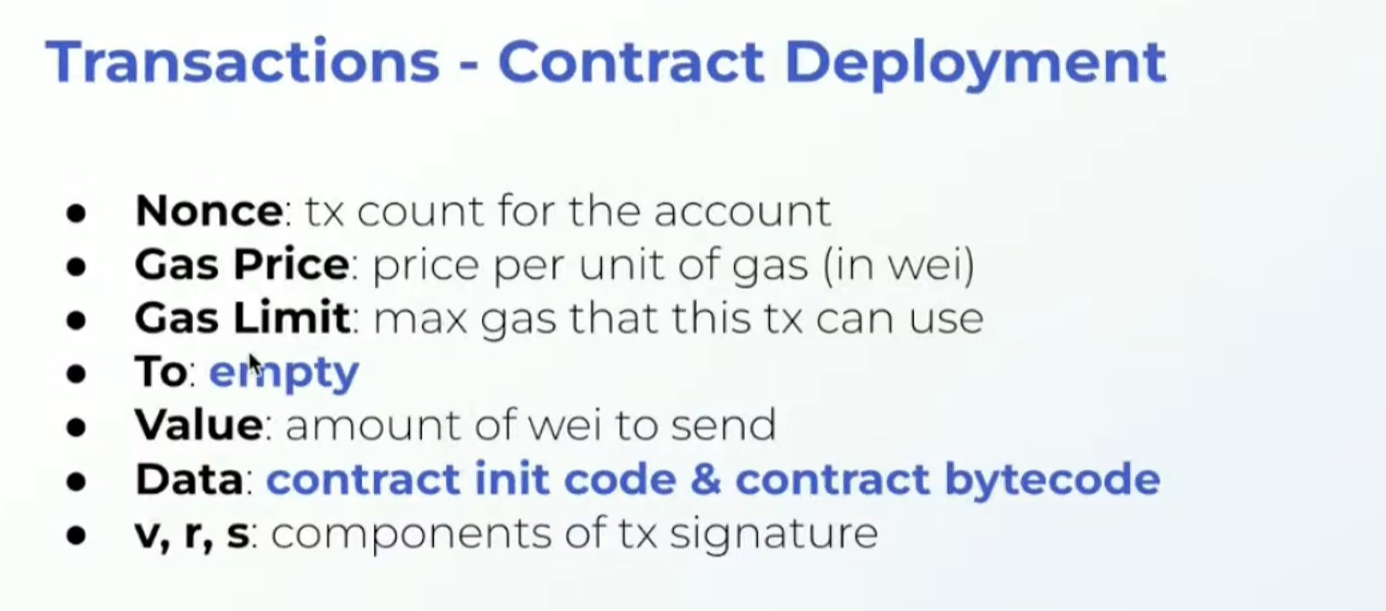 Transactions - Contract Deployment
● Nonce: tx count for the account
● Gas Price: price per unit of gas (in wei)
● Gas Limit: max gas that this tx can use
● To: empty
● Value: amount of wei to send
● Data: contract init code & contract bytecode
● v, r, s: components of tx signature